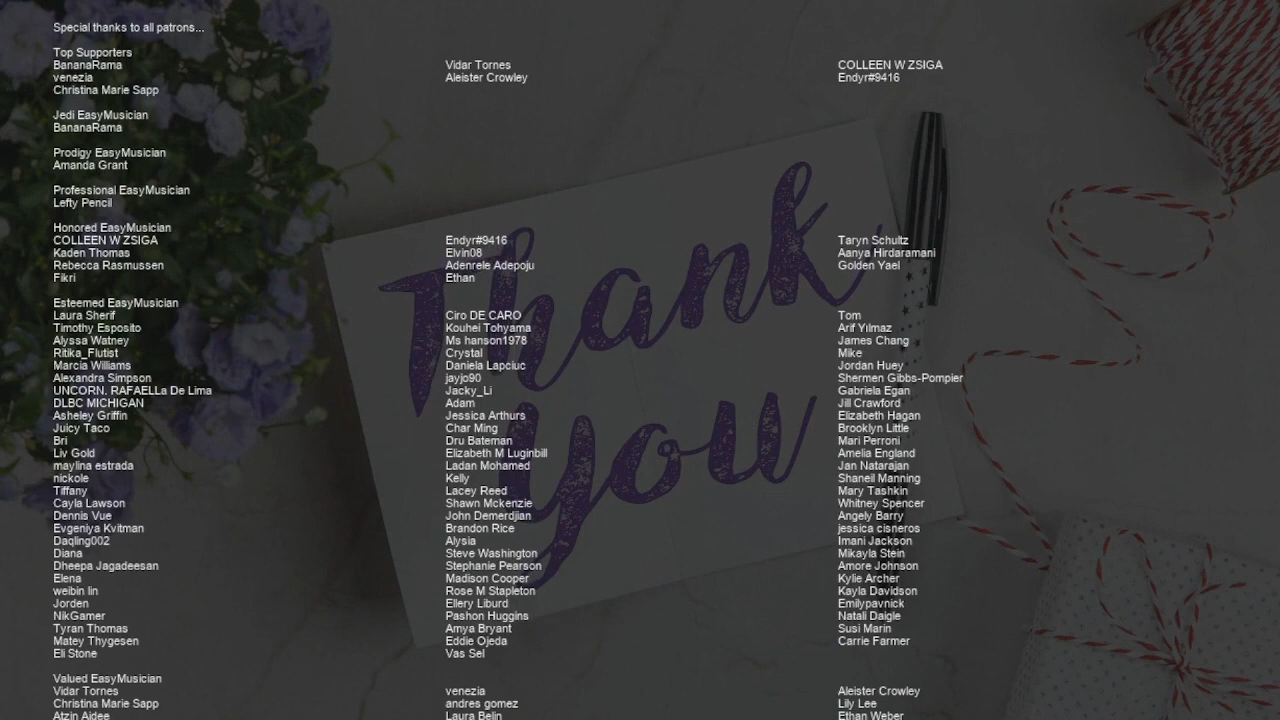 Special thanks to all patrons...
Top Supporters
BananaRama
Vidar Tornes
COLLEEN W ZSIGA
venezia
Aleister Crowley
Endyr#9416
Christina Marie Sapp
Jedi EasyMusician
BananaRama
Prodigy EasyMusician
Amanda Grant
Professional EasyMusician
Lefty Pencil
Honored EasyMusician
COLLEEN W ZSIGA
Endyr#9416
Taryn Schultz
Kaden Thomas
Elvin08
Aanya Hirdaramani
Rebecca Rasmussen
Adenrele Adepoju
Golden Yael
Fikri
Ethan
Esteemed EasyMusician
Laura Sherif
Ciro DE CARO
Tom
Timothy Esposito
Kouhei Tohyama
Arif Yılmaz
Alyssa Watney
Ms hanson1978
James Chang
Ritika_Flutist
Crystal
Mike
Marcia Williams
Daniela Lapciuc
Jordan Huey
Alexandra Simpson
jayjo90
Shermen Gibbs-Pompier
UNCORN. RAFAELLa De Lima
Jacky_Li
Gabriela Egan
DLBC MICHIGAN
Adam
Jill Crawford
Asheley Griffin
Jessica Arthurs
Elizabeth Hagan
Juicy Taco
Char Ming
Brooklyn Little
Bri
Dru Bateman
Mari Perroni
Liv Gold
Elizabeth M Luginbill
Amelia England
maylina estrada
Ladan Mohamed
Jan Natarajan
nickole
Kelly
Shaneil Manning
Tiffany
Lacey Reed
Mary Tashkin
Cayla Lawson
Shawn Mckenzie
Whitney Spencer
Dennis Vue
John Demerdjian
Angely Barry
Evgeniya Kvitman
Brandon Rice
jessica cisneros
Daqling002
Alysia
Imani Jackson
Diana
Steve Washington
Mikayla Stein
Dheepa Jagadeesan
Stephanie Pearson
Amore Johnson
Elena
Madison Cooper
Kylie Archer
weibin lin
Rose M Stapleton
Kayla Davidson
Jorden
Ellery Liburd
Emilypavnick
NikGamer
Pashon Huggins
Natali Daigle
Tyran Thomas
Amya Bryant
Susi Marin
Matey Thygesen
Eddie Ojeda
Carrie Farmer
Eli Stone
Vas Sel
Valued EasyMusician
Vidar Tornes
venezia
Aleister Crowley
Christina Marie Sapp
andres gomez
Lily Lee
Atzin Aidee
Laura Belin
Ethan Weber
Thank
you